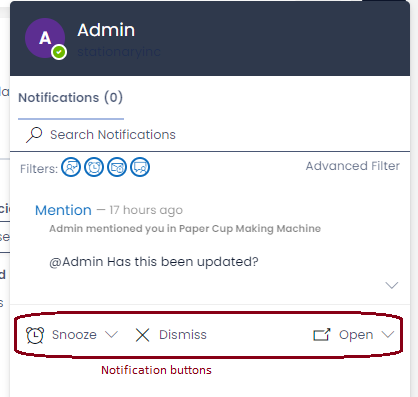 A
Admin
stationaryinc
Notifications (0)
Search Notifications
Filters:
Advanced Filter
Mention — 17 hours ago
Admin mentioned you in Paper Cup Making Machine
@Admin Has this been updated?
Snooze Dismiss Open
Notification buttons